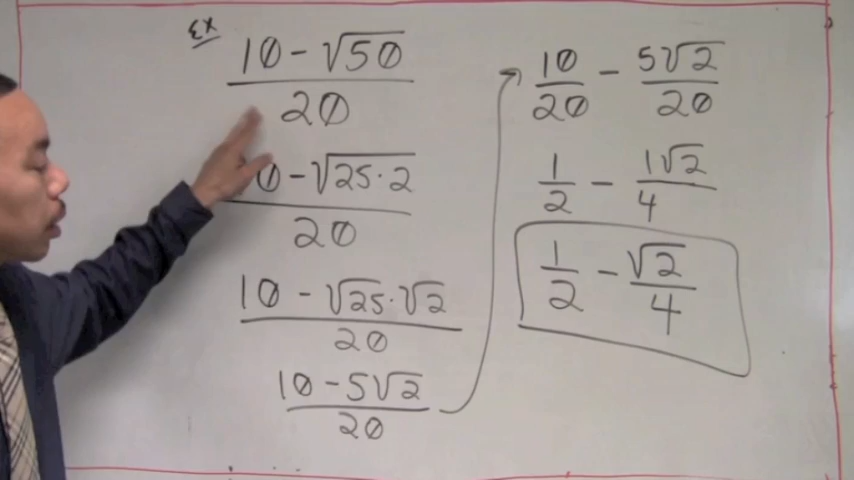 Ex
10 - √50
20
0 - √25·2
20
10 - √25·√2
20
10 - 5√2
20
10/20 - 5√2/20
1/2 - 1√2/4
1/2 - √2/4